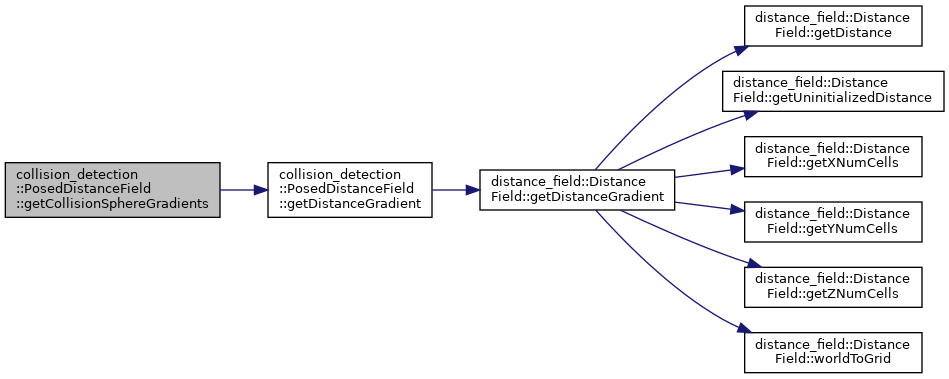 collision_detection
::PosedDistanceField
::getCollisionSphereGradients
collision_detection
::PosedDistanceField
::getDistanceGradient
distance_field::Distance
Field::getDistanceGradient
distance_field::Distance
Field::getDistance
distance_field::Distance
Field::getUninitializedDistance
distance_field::Distance
Field::getXNumCells
distance_field::Distance
Field::getYNumCells
distance_field::Distance
Field::getZNumCells
distance_field::Distance
Field::worldToGrid